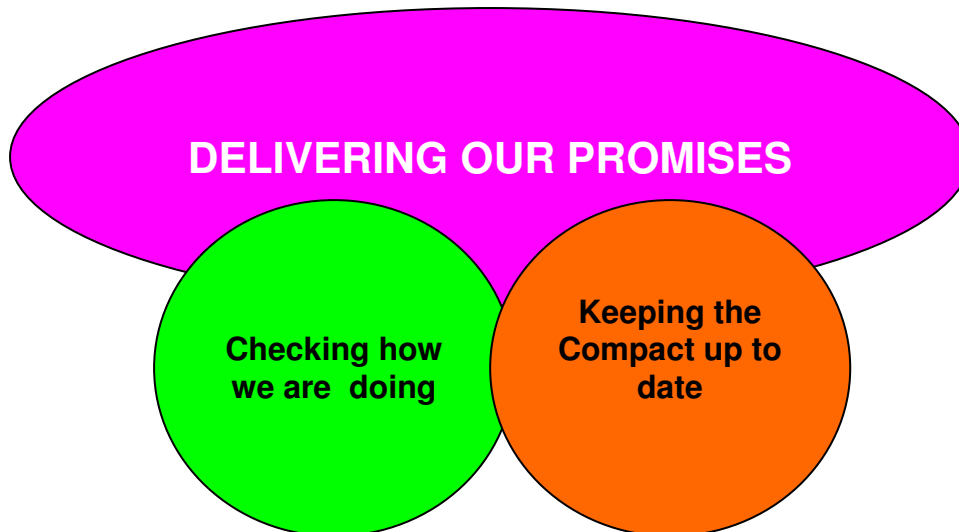 DELIVERING OUR PROMISES
Checking how
we are  doing
Keeping the
Compact up to
date